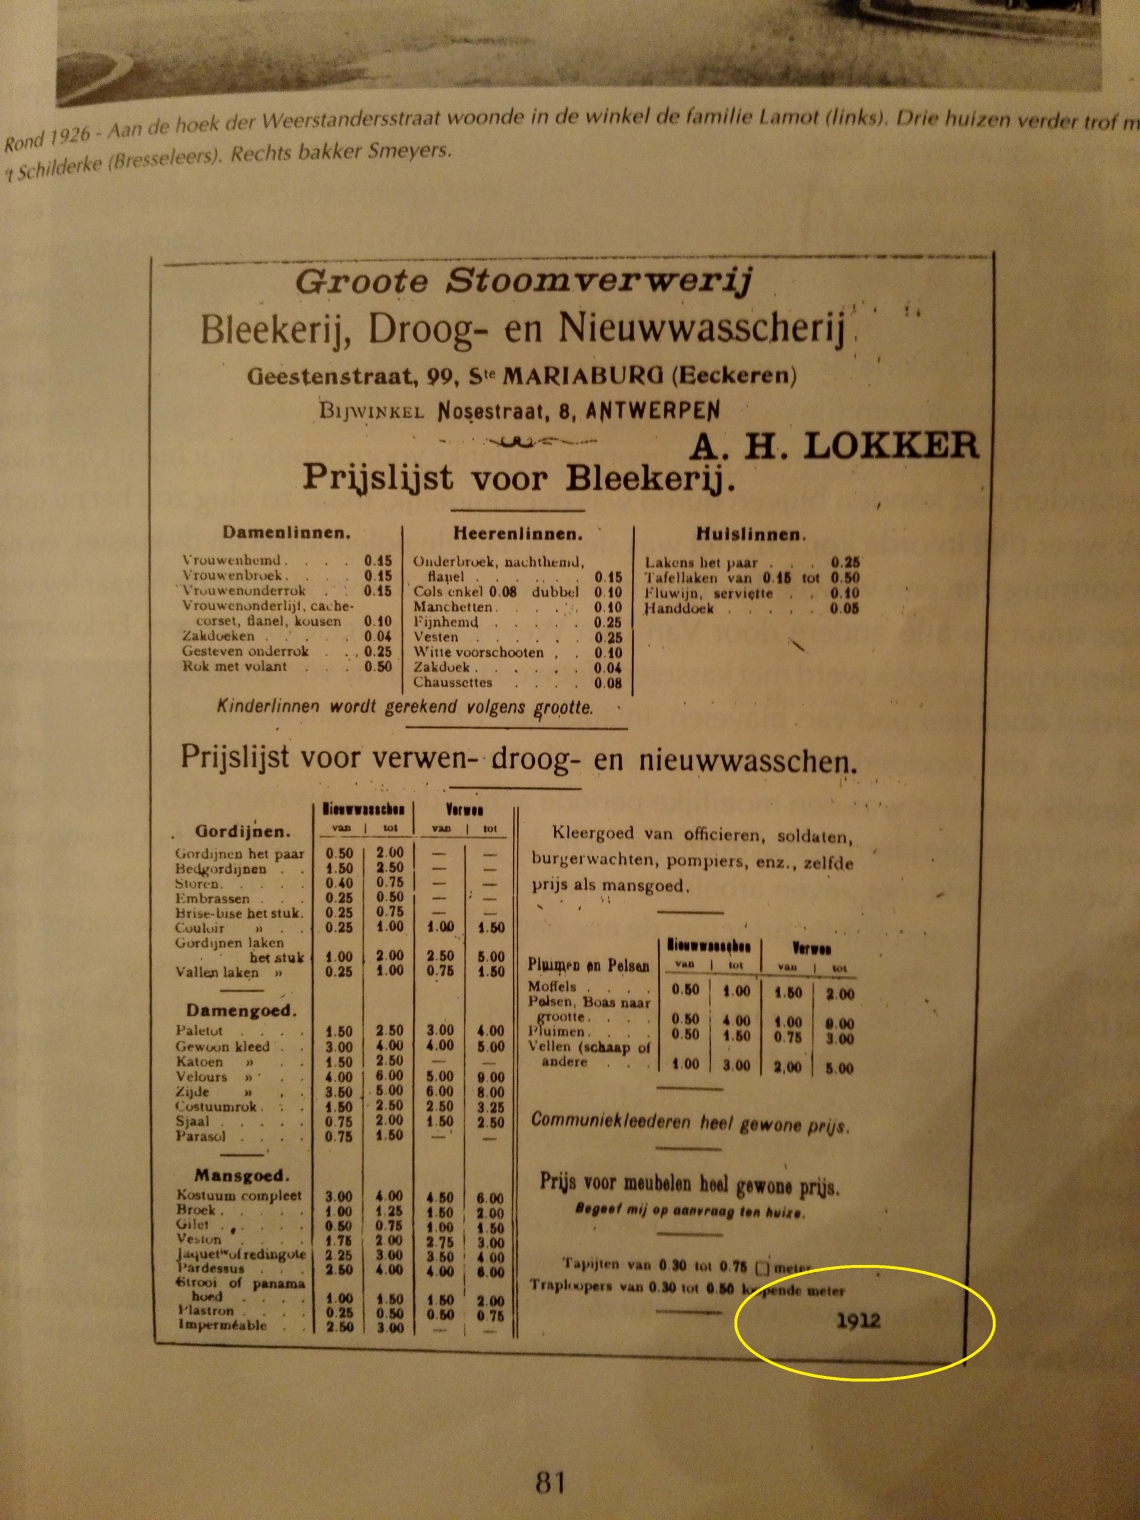 Rond 1926 - Aan de hoek der Weerstandersstraat woonde in de winkel de familie Lamot (links). Drie huizen verder trof m
't Schilderke (Bresseleers). Rechts bakker Smeyers.
Groote Stoomverwerij
Bleekerij, Droog- en Nieuwwasscherij
Geestenstraat, 99, Ste MARIABURG (Eeckeren)
BIJWINKEL Nosestraat, 8, ANTWERPEN
A. H. LOKKER
Prijslijst voor Bleekerij.
Damenlinnen.
Vrouwenhemd . . . . 0.15
Vrouwenbroek . . . . 0.15
Vrouwenonderrok . . 0.15
Vrouwenonderlijf, cache-
corset, flanel, kousen 0.10
Zakdoeken . . . . . 0.04
Gesteven onderrok . . 0.25
Rok met volant . . . 0.50
Heerenlinnen.
Onderbroek, nachthemd,
flanel . . . . . . 0.15
Cols enkel 0.08 dubbel 0.10
Manchetten . . . . . 0.10
Fijnhemd . . . . . 0.25
Vesten . . . . . . 0.25
Witte voorschooten . . 0.10
Zakdoek . . . . . . 0.04
Chaussettes . . . . 0.08
Huislinnen.
Lakens het paar . . . 0.25
Tafellaken van 0.15 tot 0.50
Fluwijn, serviette . . 0.10
Handdoek . . . . . 0.05
Kinderlinnen wordt gerekend volgens grootte.
Prijslijst voor verwen- droog- en nieuwwasschen.
Nieuwwasschen Verwen
Gordijnen. van | tot van | tot
Gordijnen het paar 0.50 2.00 — —
Bedgordijnen . . 1.50 2.50 — —
Storen . . . . . 0.40 0.75 — —
Embrassen . . . 0.25 0.50 — —
Brise-bise het stuk. 0.25 0.75 — —
Couloir » . . 0.25 1.00 1.00 1.50
Gordijnen laken
het stuk 1.00 2.00 2.50 5.00
Vallen laken » 0.25 1.00 0.75 1.50
Damengoed.
Paletot . . . . 1.50 2.50 3.00 4.00
Gewoon kleed . . 3.00 4.00 4.00 5.00
Katoen » 1.50 2.50 — —
Velours » . . 4.00 6.00 5.00 9.00
Zijde » . . 3.50 5.00 6.00 8.00
Costuumrok . . . 1.50 2.50 2.50 3.25
Sjaal . . . . . 0.75 2.00 1.50 2.50
Parasol . . . . 0.75 1.50 — —
Mansgoed.
Kostuum compleet 3.00 4.00 4.50 6.00
Broek . . . . . 1.00 1.25 1.50 2.00
Gilet . . . . . 0.50 0.75 1.00 1.50
Veston . . . . 1.75 2.00 2.75 3.00
Jaquette of redingote 2.25 3.00 3.50 4.00
Pardessus . . . 2.50 4.00 4.00 6.00
Strooi of panama
hoed . . . . 1.00 1.50 1.50 2.00
Plastron . . . . 0.25 0.50 0.50 0.75
Imperméable . . 2.50 3.00 — —
Kleergoed van officieren, soldaten,
burgerwachten, pompiers, enz., zelfde
prijs als mansgoed.
Nieuwwasschen Verwen
Pluimen en Pelsen van | tot van | tot
Moffels . . . . 0.50 1.00 1.50 2.00
Pelsen, Boas naar
grootte . . . . 0.50 4.00 1.00 8.00
Pluimen . . . . 0.50 1.50 0.75 3.00
Vellen (schaap of
andere . . . 1.00 3.00 2,00 5.00
Communiekleederen heel gewone prijs.
Prijs voor meubelen heel gewone prijs.
Begeef mij op aanvraag ten huize.
Tapijten van 0.30 tot 0.75 □ meter
Traploopers van 0.30 tot 0.50 loopende meter
1912
81